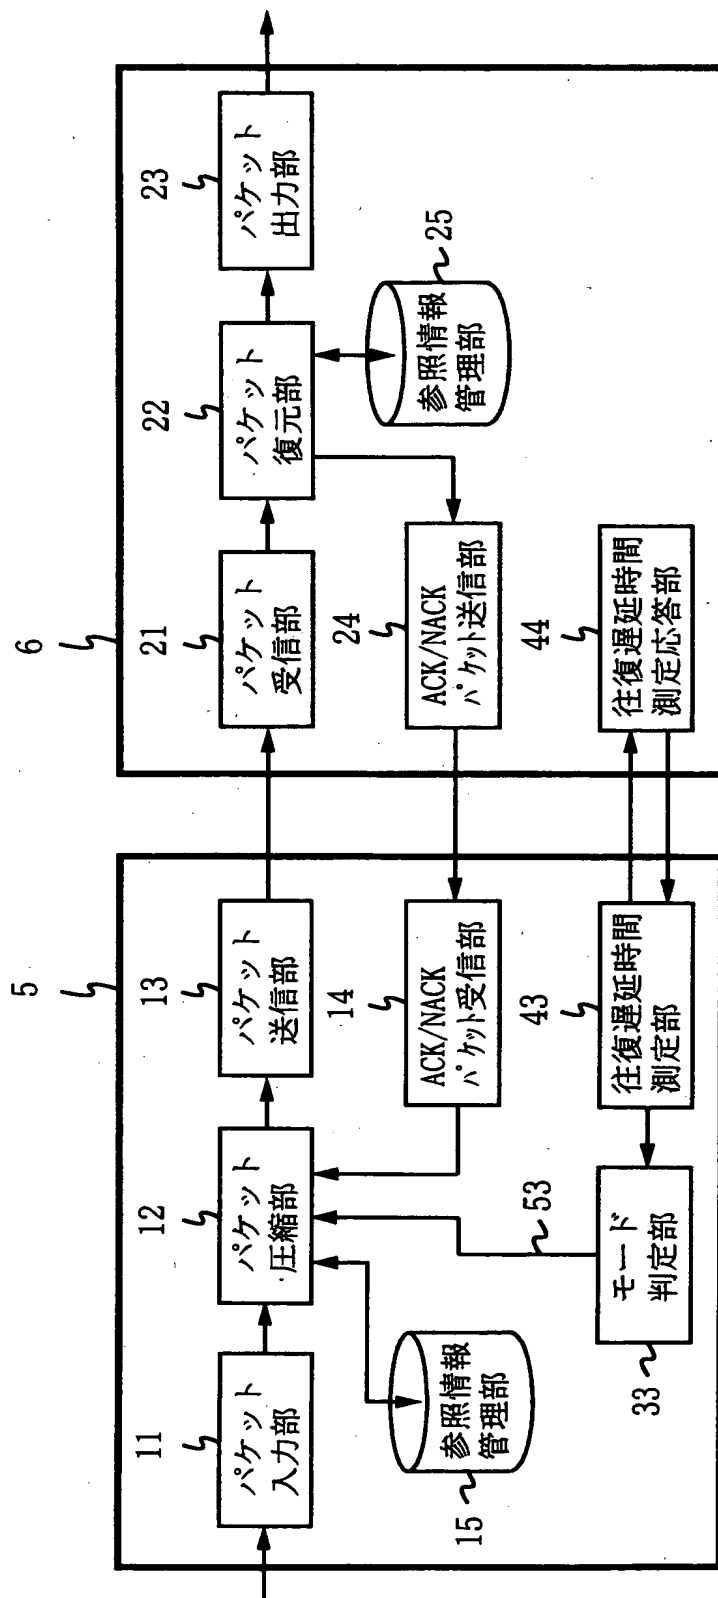 5
11
パケット
入力部
12
パケット
圧縮部
13
パケット
送信部
14
ACK/NACK
パケット受信部
15
参照情報
管理部
53
33
モード
判定部
43
往復遅延時間
測定部
6
21
パケット
受信部
22
パケット
復元部
23
パケット
出力部
24
ACK/NACK
パケット送信部
25
参照情報
管理部
44
往復遅延時間
測定応答部